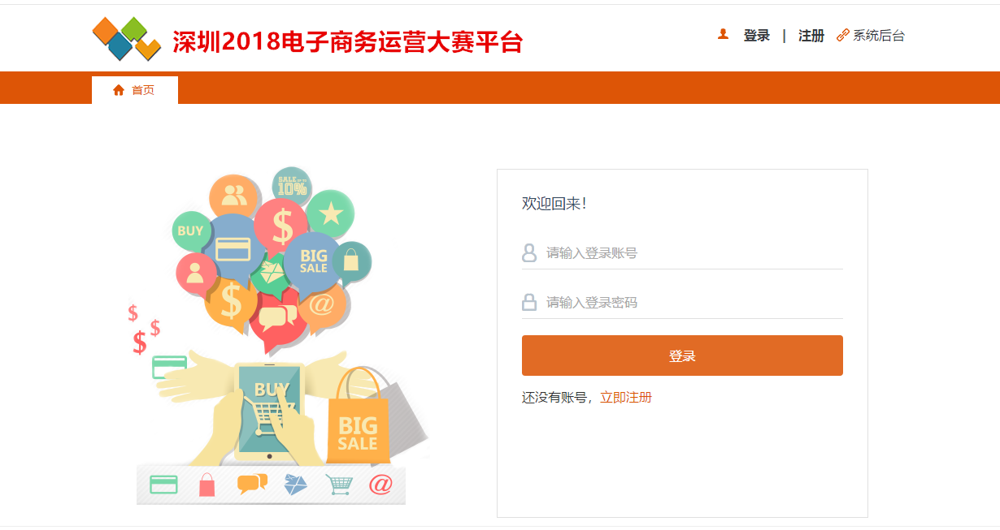 深圳2018电子商务运营大赛平台
登录 | 注册 系统后台
首页
SALE UP TO
10%
BUY
$
BIG
SALE
$
@
$
$
$
BUY
BIG
SALE
@
欢迎回来！
请输入登录账号
请输入登录密码
登录
还没有账号，立即注册